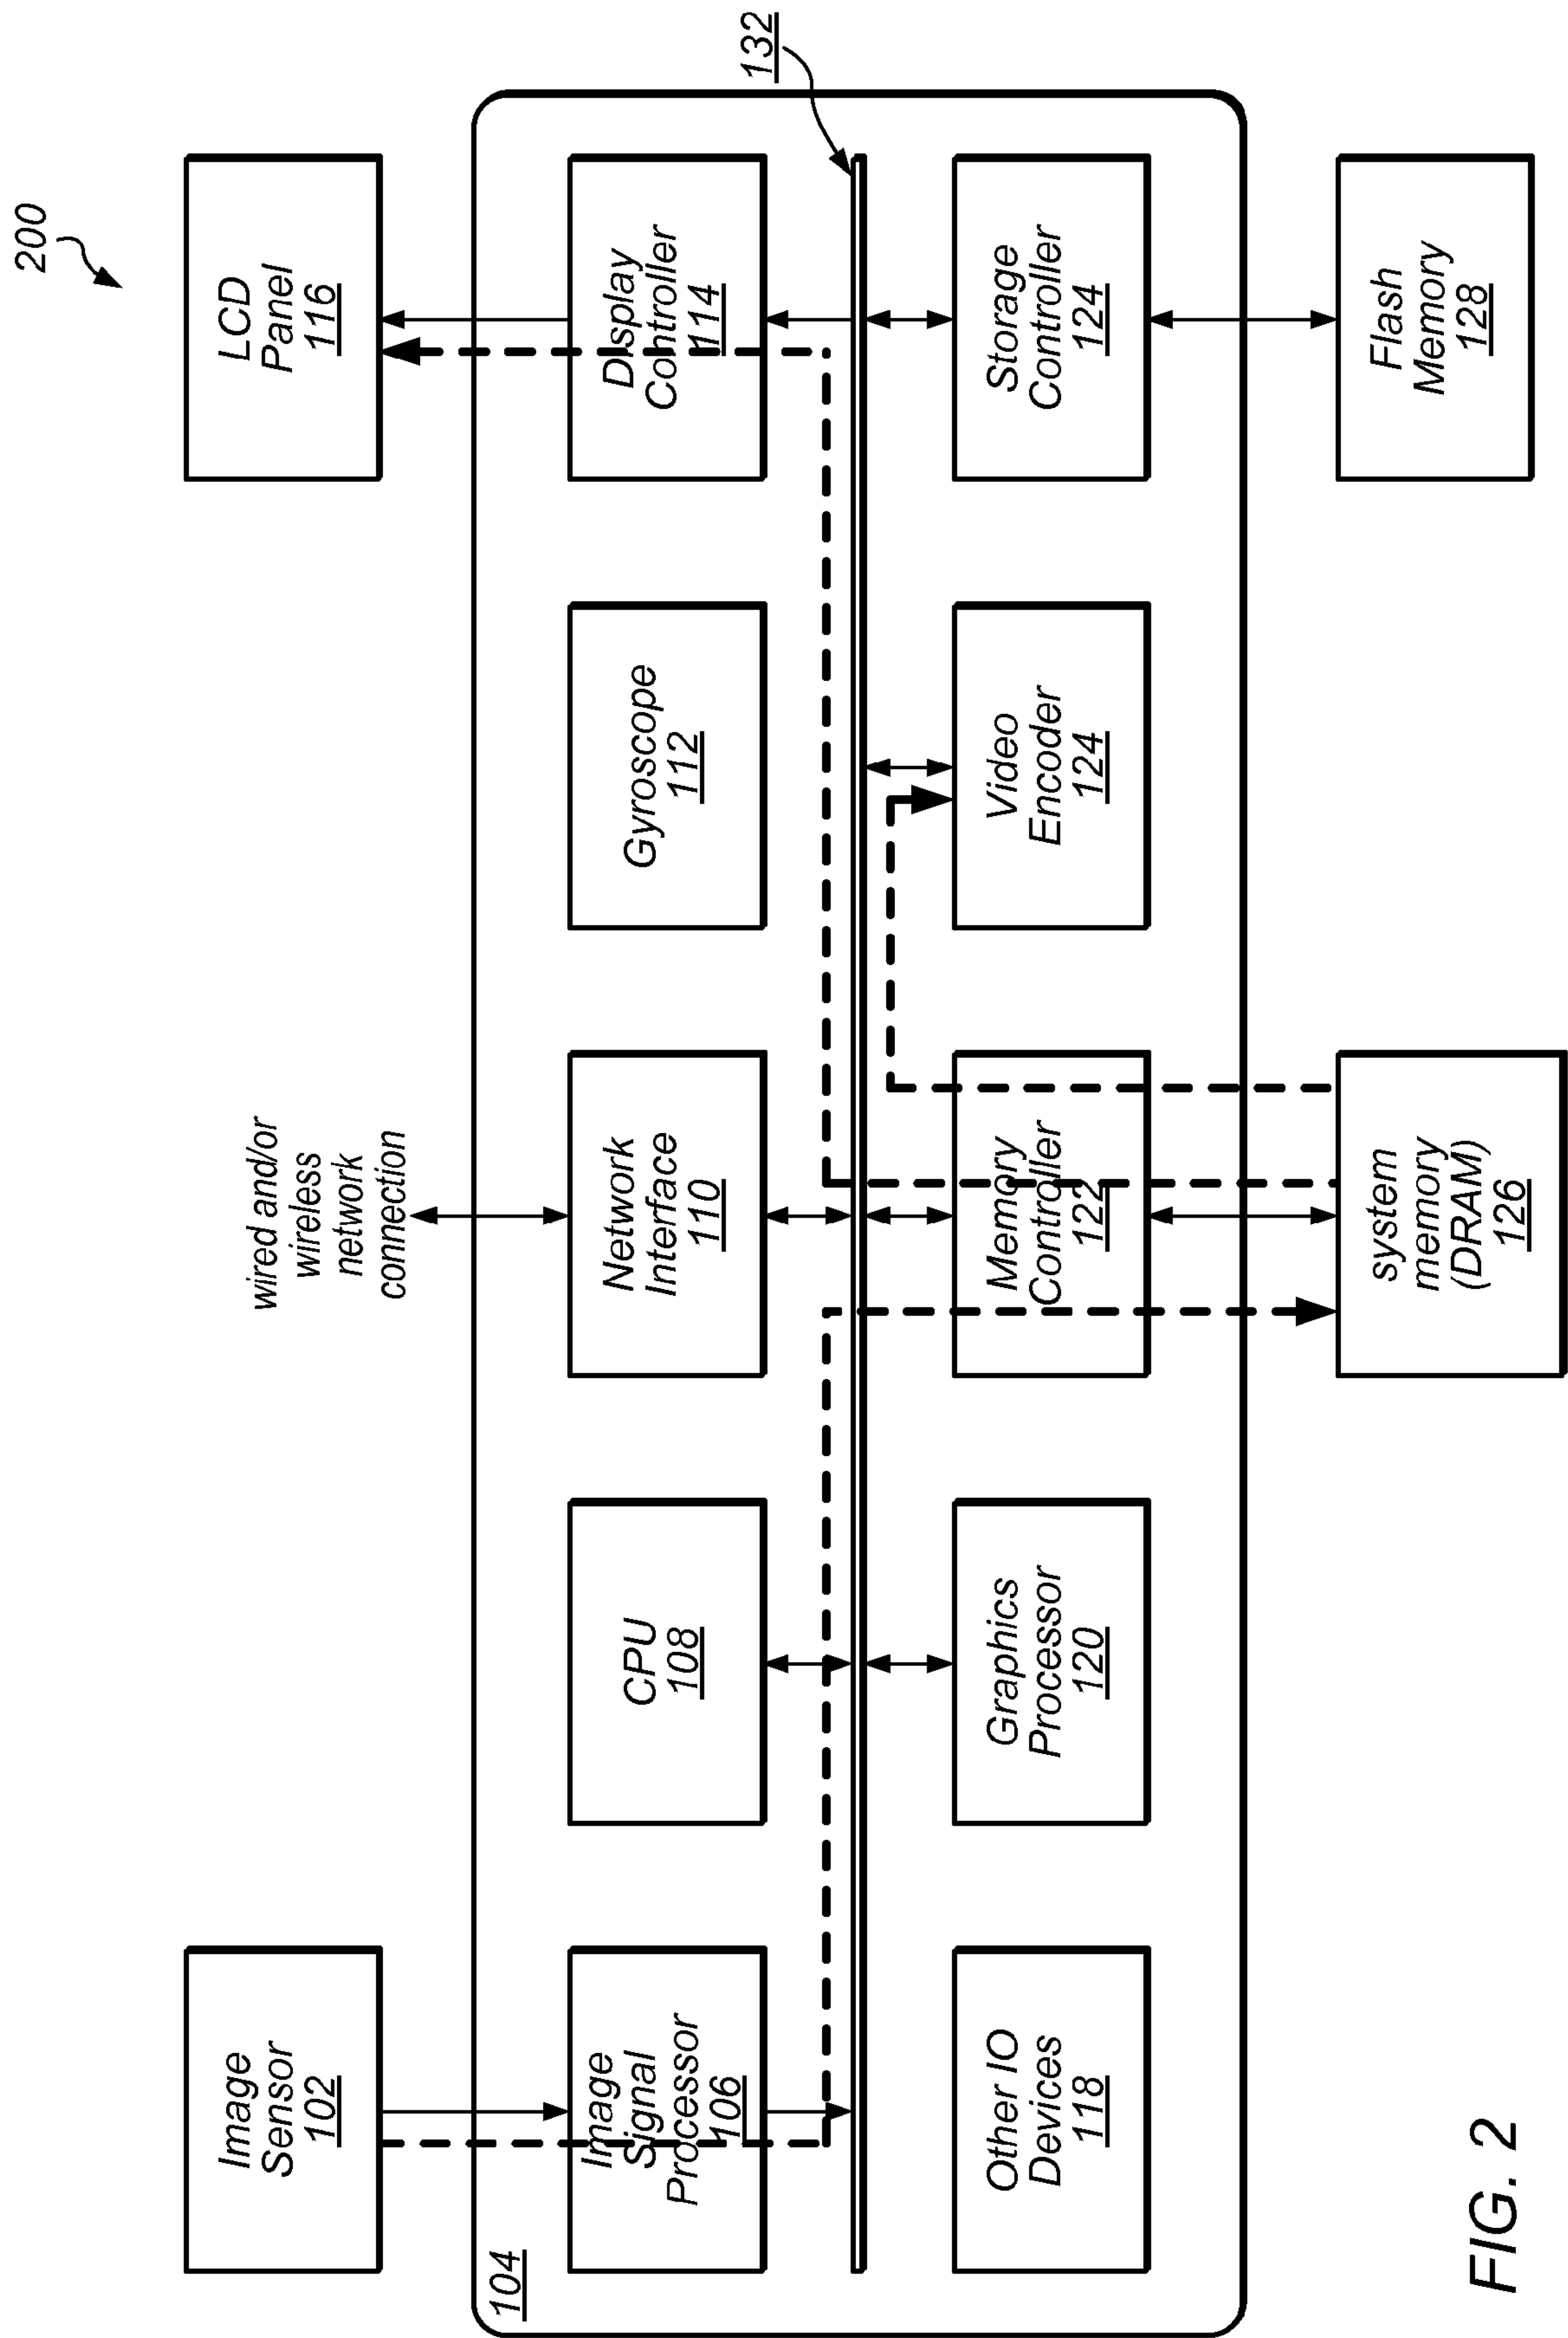 200
Image
Sensor
102
wired and/or
wireless
network
connection
LCD
Panel
116
132
104
Image
Signal
Processor
106
CPU
108
Network
Interface
110
Gyroscope
112
Display
Controller
114
Other IO
Devices
118
Graphics
Processor
120
Memory
Controller
122
Video
Encoder
124
Storage
Controller
124
system
memory
(DRAM)
126
Flash
Memory
128
FIG. 2